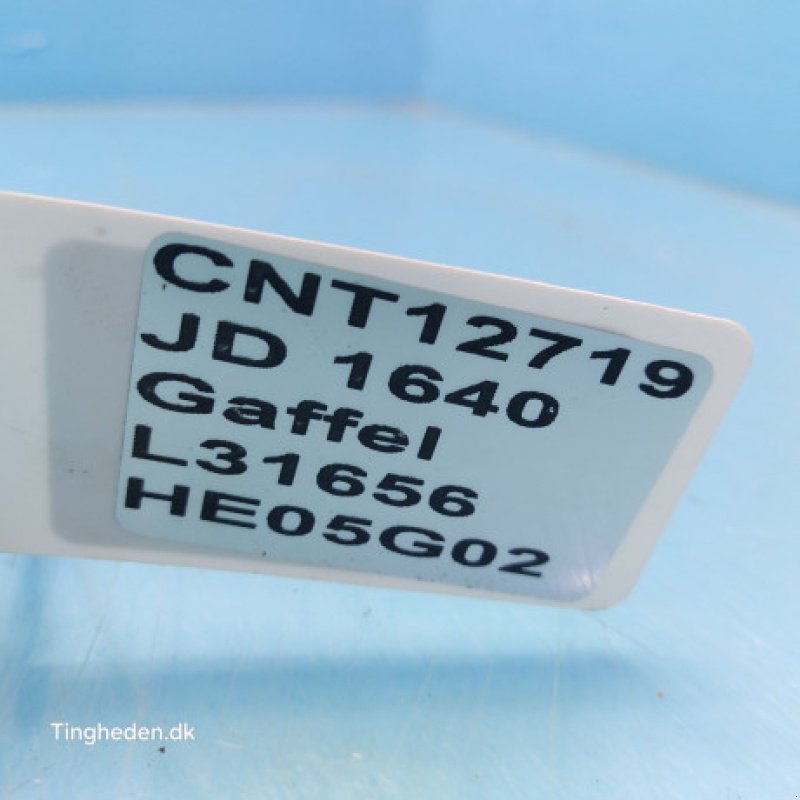 CNT12719
JD 1640
Gaffel
L31656
HE05G02
Tingheden.dk